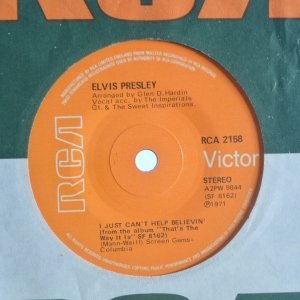 RCA
ELVIS PRESLEY
Arranged by Glen D. Hardin
Vocal acc. by The Imperials
Qt. & The Sweet Inspirations.
RCA 2158
Victor
STEREO
A2PW 5644
(SF 8162)
℗1971
RCA
I JUST CAN'T HELP BELIEVIN'
(from the album "That's The
Way It Is" SF 8162)
(Mann-Weil) Screen Gems-
Columbia